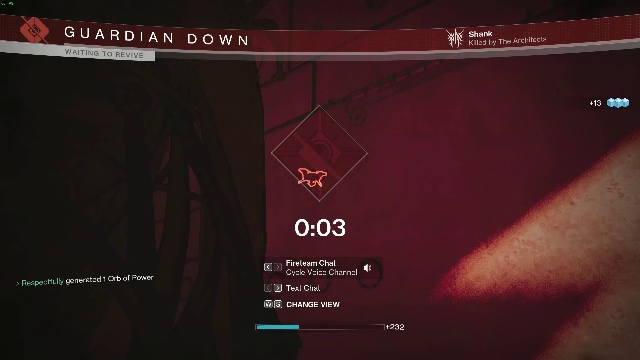 GUARDIAN DOWN
WAITING TO REVIVE
Shank
Killed by The Architects
+13
0:03
Fireteam Chat
Cycle Voice Channel
Text Chat
CHANGE VIEW
Respectfully generated 1 Orb of Power
+232